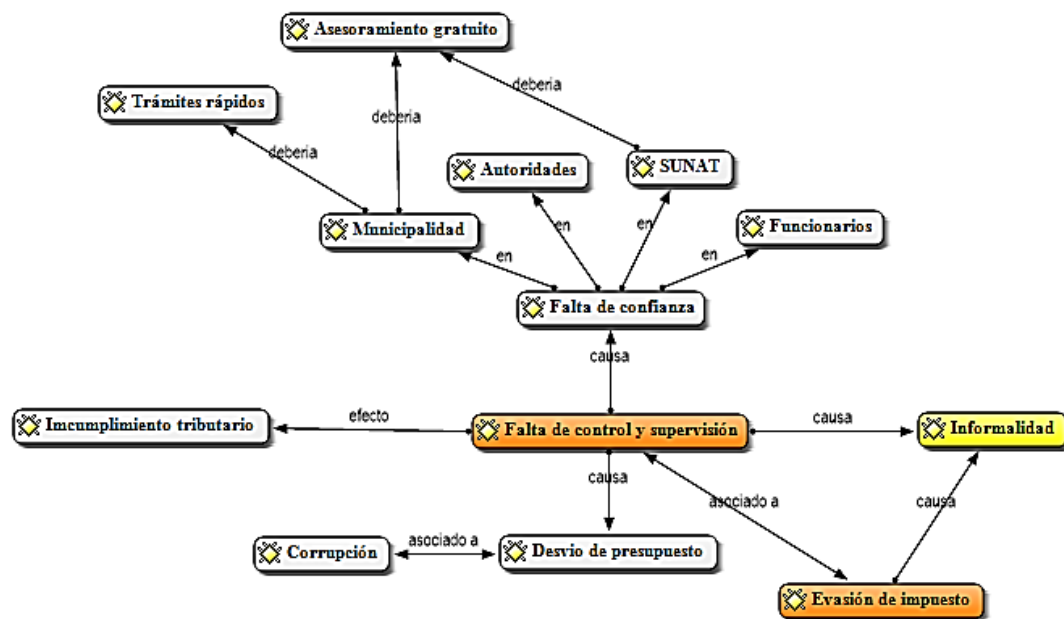 Asesoramiento gratuito
deberia
Trámites rápidos
deberia
deberia
Autoridades
SUNAT
Municipalidad
Funcionarios
en
en
en
en
Falta de confianza
causa
Imcumplimiento tributario
efecto
Falta de control y supervisión
causa
Informalidad
causa
asociado a
causa
Corrupción
asociado a
Desvio de presupuesto
Evasión de impuesto